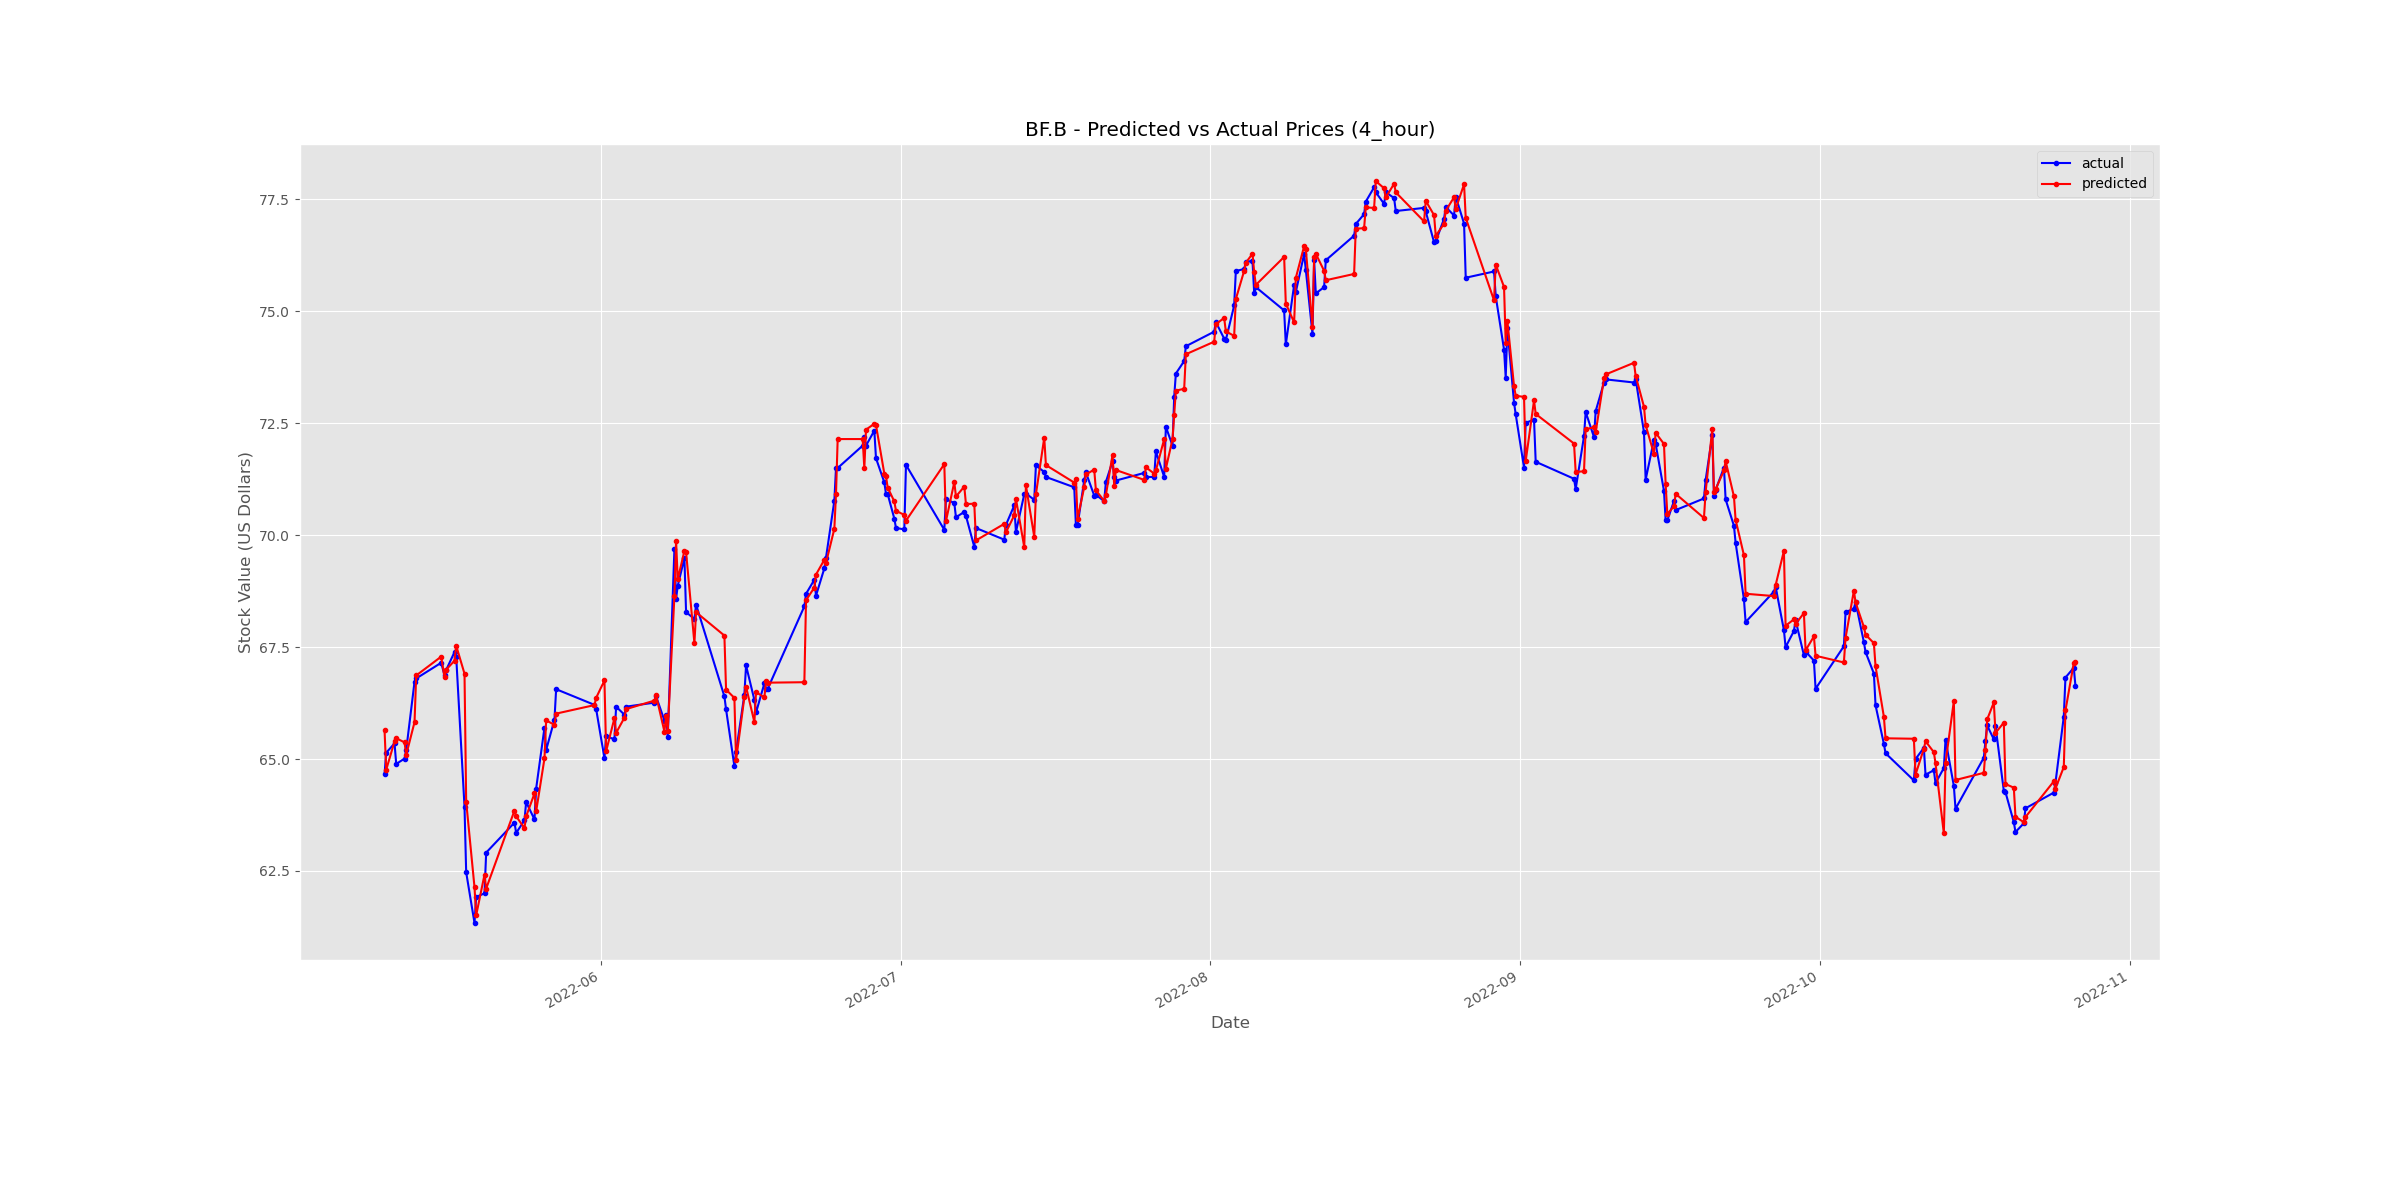 BF.B - Predicted vs Actual Prices (4_hour)
actual
predicted
Stock Value (US Dollars)
77.5
75.0
72.5
70.0
67.5
65.0
62.5
2022-06
2022-07
2022-08
2022-09
2022-10
2022-11
Date